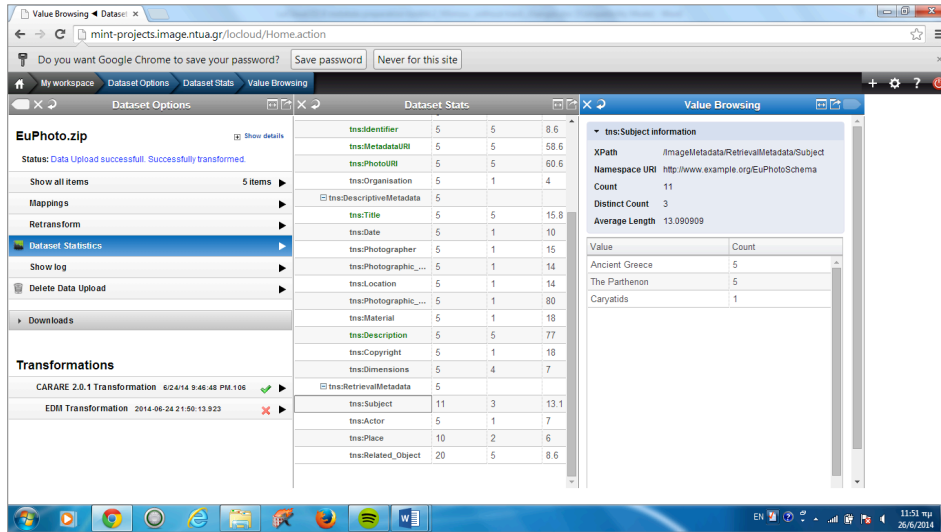 Value Browsing ◄ Dataset
mint-projects.image.ntua.gr/locloud/Home.action
Do you want Google Chrome to save your password? Save password Never for this site
My workspace Dataset Options Dataset Stats Value Browsing
Dataset Options
EuPhoto.zip Show details
Status: Data Upload successfull. Successfully transformed.
Show all items 5 items
Mappings
Retransform
Dataset Statistics
Show log
Delete Data Upload
Downloads
Transformations
CARARE 2.0.1 Transformation 6/24/14 9:46:48 PM.106
EDM Transformation 2014-06-24 21:50:13.923
Dataset Stats
tns:Identifier 5 5 8.6
tns:MetadataURI 5 5 58.6
tns:PhotoURI 5 5 60.6
tns:Organisation 5 1 4
tns:DescriptiveMetadata 5
tns:Title 5 5 15.8
tns:Date 5 1 10
tns:Photographer 5 1 15
tns:Photographic_... 5 1 14
tns:Location 5 1 14
tns:Photographic_... 5 1 80
tns:Material 5 1 18
tns:Description 5 5 77
tns:Copyright 5 1 18
tns:Dimensions 5 4 7
tns:RetrievalMetadata 5
tns:Subject 11 3 13.1
tns:Actor 5 1 7
tns:Place 10 2 6
tns:Related_Object 20 5 8.6
Value Browsing
tns:Subject information
XPath /ImageMetadata/RetrievalMetadata/Subject
Namespace URI http://www.example.org/EuPhotoSchema
Count 11
Distinct Count 3
Average Length 13.090909
Value Count
Ancient Greece 5
The Parthenon 5
Caryatids 1
EN
11:51 πμ
26/6/2014